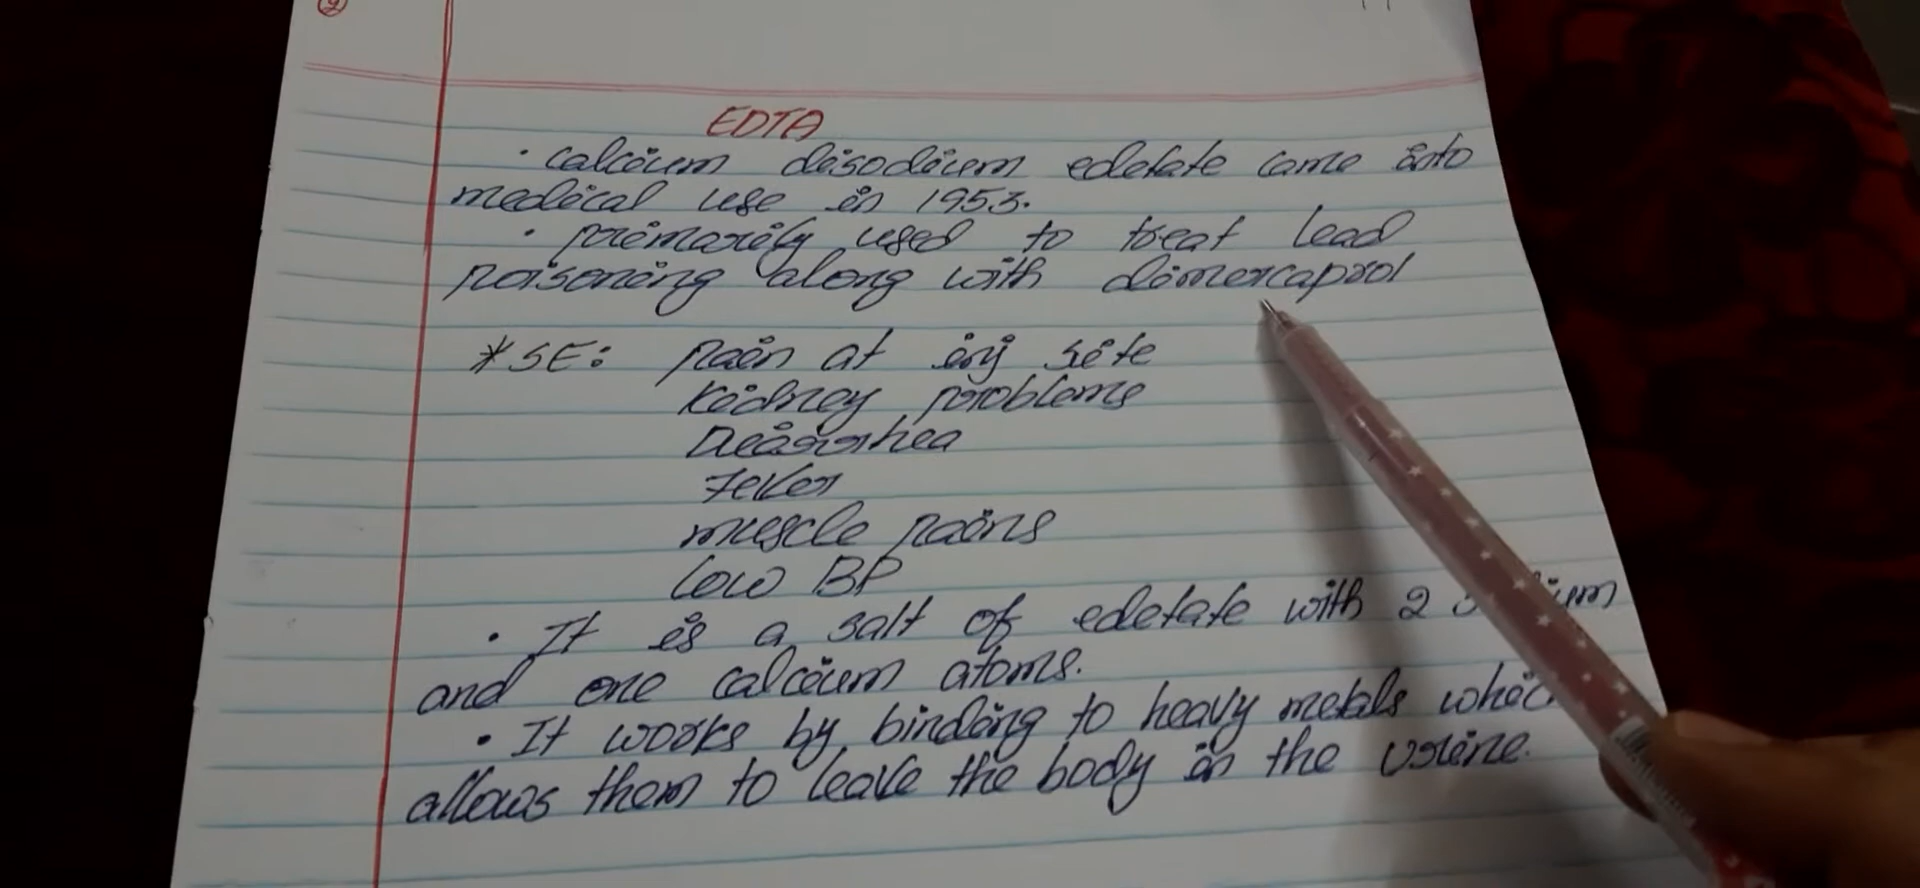 2
EDTA
· calcium disodium edetate came into
medical use in 1953.
· primarily used to treat lead
poisoning along with dimercaprol
*SE: pain at inj site
Kidney problems
Diarrhea
Fever
muscle pains
Low BP
· It is a salt of edetate with 2
and one calcium atoms.
· It works by binding to heavy metals
allows them to leave the body in the urine.